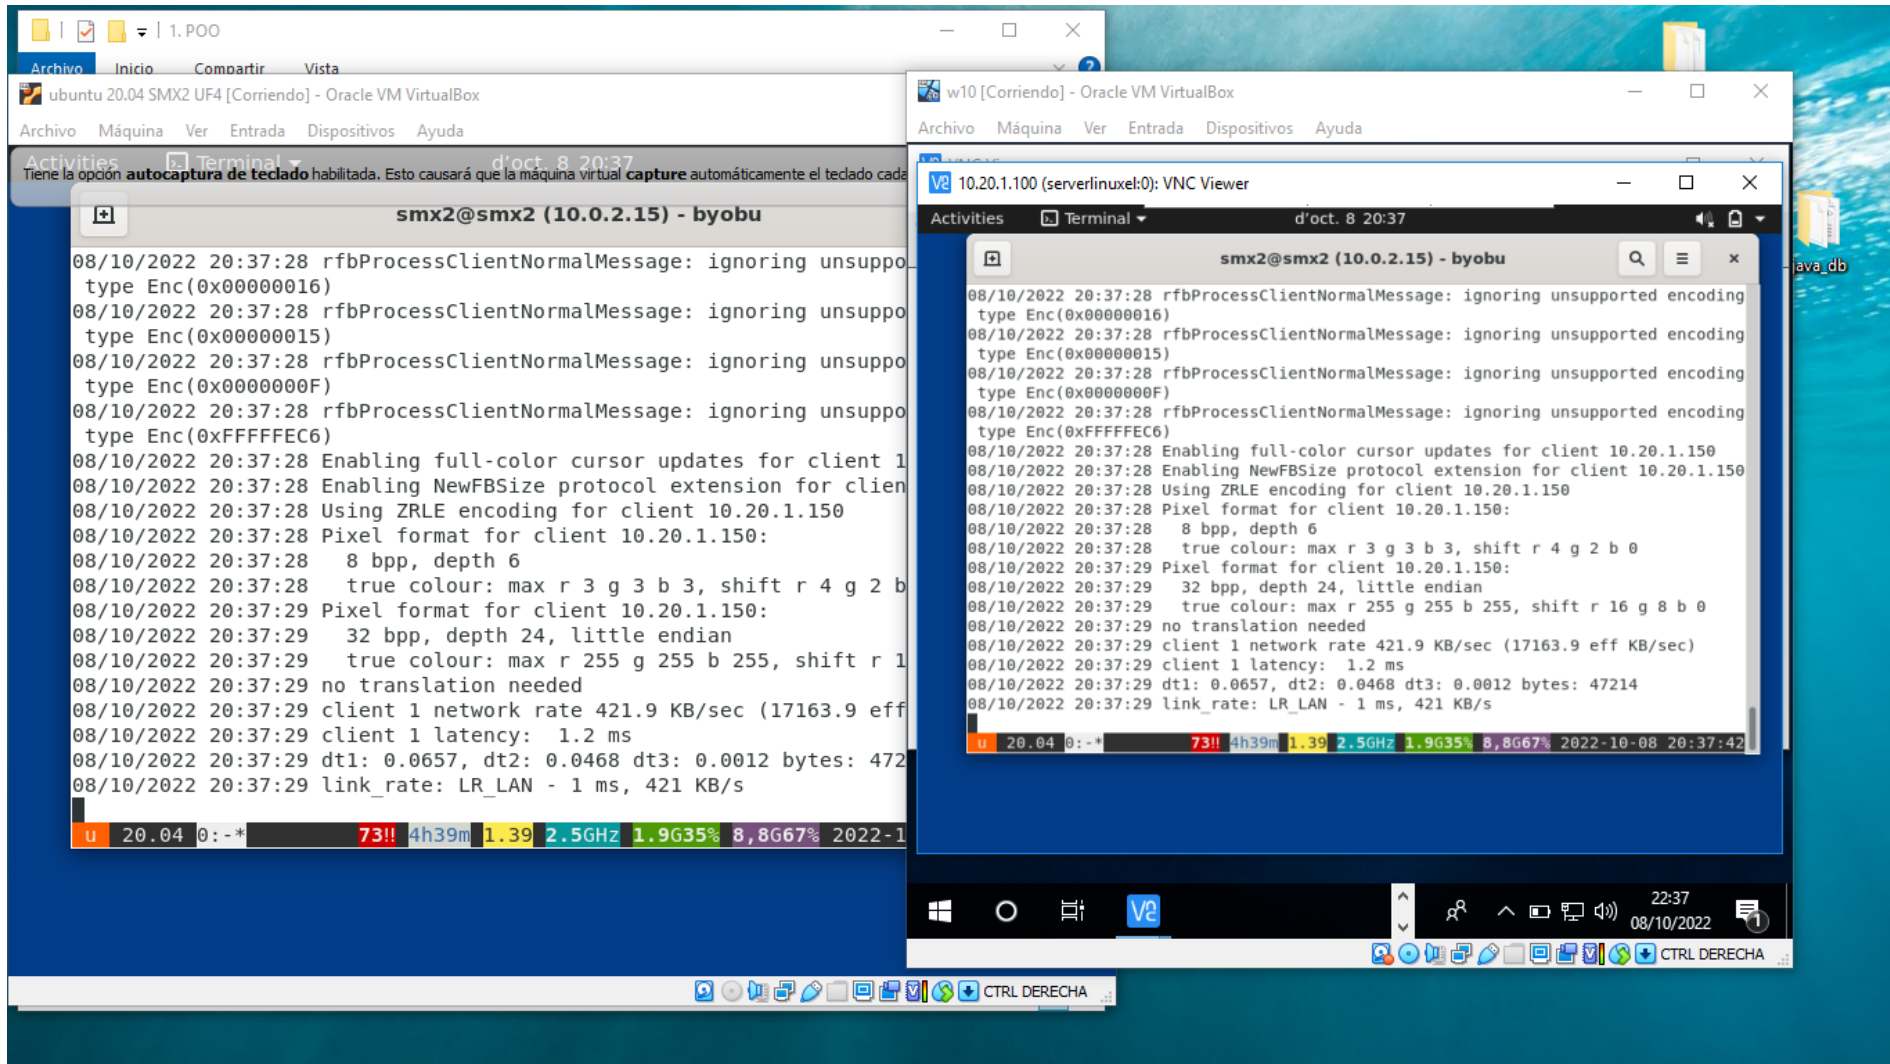 1. POO
Archivo Inicio Compartir Vista
ubuntu 20.04 SMX2 UF4 [Corriendo] - Oracle VM VirtualBox
Archivo Máquina Ver Entrada Dispositivos Ayuda
Activities Terminal d’oct. 8 20:37
Tiene la opción autocaptura de teclado habilitada. Esto causará que la máquina virtual capture automáticamente el teclado cada
smx2@smx2 (10.0.2.15) - byobu
08/10/2022 20:37:28 rfbProcessClientNormalMessage: ignoring unsuppo
type Enc(0x00000016)
08/10/2022 20:37:28 rfbProcessClientNormalMessage: ignoring unsuppo
type Enc(0x00000015)
08/10/2022 20:37:28 rfbProcessClientNormalMessage: ignoring unsuppo
type Enc(0x0000000F)
08/10/2022 20:37:28 rfbProcessClientNormalMessage: ignoring unsuppo
type Enc(0xFFFFFEC6)
08/10/2022 20:37:28 Enabling full-color cursor updates for client 1
08/10/2022 20:37:28 Enabling NewFBSize protocol extension for clien
08/10/2022 20:37:28 Using ZRLE encoding for client 10.20.1.150
08/10/2022 20:37:28 Pixel format for client 10.20.1.150:
08/10/2022 20:37:28 8 bpp, depth 6
08/10/2022 20:37:28 true colour: max r 3 g 3 b 3, shift r 4 g 2 b
08/10/2022 20:37:29 Pixel format for client 10.20.1.150:
08/10/2022 20:37:29 32 bpp, depth 24, little endian
08/10/2022 20:37:29 true colour: max r 255 g 255 b 255, shift r 1
08/10/2022 20:37:29 no translation needed
08/10/2022 20:37:29 client 1 network rate 421.9 KB/sec (17163.9 eff
08/10/2022 20:37:29 client 1 latency: 1.2 ms
08/10/2022 20:37:29 dt1: 0.0657, dt2: 0.0468 dt3: 0.0012 bytes: 472
08/10/2022 20:37:29 link_rate: LR_LAN - 1 ms, 421 KB/s
u 20.04 0:-* 73!! 4h39m 1.39 2.5GHz 1.9G35% 8,8G67% 2022-1
CTRL DERECHA
w10 [Corriendo] - Oracle VM VirtualBox
Archivo Máquina Ver Entrada Dispositivos Ayuda
10.20.1.100 (serverlinuxel:0): VNC Viewer
Activities Terminal d’oct. 8 20:37
smx2@smx2 (10.0.2.15) - byobu
08/10/2022 20:37:28 rfbProcessClientNormalMessage: ignoring unsupported encoding
type Enc(0x00000016)
08/10/2022 20:37:28 rfbProcessClientNormalMessage: ignoring unsupported encoding
type Enc(0x00000015)
08/10/2022 20:37:28 rfbProcessClientNormalMessage: ignoring unsupported encoding
type Enc(0x0000000F)
08/10/2022 20:37:28 rfbProcessClientNormalMessage: ignoring unsupported encoding
type Enc(0xFFFFFEC6)
08/10/2022 20:37:28 Enabling full-color cursor updates for client 10.20.1.150
08/10/2022 20:37:28 Enabling NewFBSize protocol extension for client 10.20.1.150
08/10/2022 20:37:28 Using ZRLE encoding for client 10.20.1.150
08/10/2022 20:37:28 Pixel format for client 10.20.1.150:
08/10/2022 20:37:28 8 bpp, depth 6
08/10/2022 20:37:28 true colour: max r 3 g 3 b 3, shift r 4 g 2 b 0
08/10/2022 20:37:29 Pixel format for client 10.20.1.150:
08/10/2022 20:37:29 32 bpp, depth 24, little endian
08/10/2022 20:37:29 true colour: max r 255 g 255 b 255, shift r 16 g 8 b 0
08/10/2022 20:37:29 no translation needed
08/10/2022 20:37:29 client 1 network rate 421.9 KB/sec (17163.9 eff KB/sec)
08/10/2022 20:37:29 client 1 latency: 1.2 ms
08/10/2022 20:37:29 dt1: 0.0657, dt2: 0.0468 dt3: 0.0012 bytes: 47214
08/10/2022 20:37:29 link_rate: LR_LAN - 1 ms, 421 KB/s
u 20.04 0:-* 73!! 4h39m 1.39 2.5GHz 1.9G35% 8,8G67% 2022-10-08 20:37:42
22:37
08/10/2022
1
CTRL DERECHA
java_db